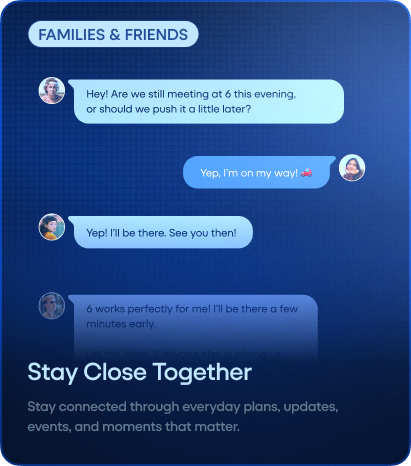 FAMILIES & FRIENDS
Hey! Are we still meeting at 6 this evening,
or should we push it a little later?
Yep, I'm on my way! 🚗
Yep! I'll be there. See you then!
6 works perfectly for me! I'll be there a few
minutes early.
Stay Close Together
Stay connected through everyday plans, updates,
events, and moments that matter.